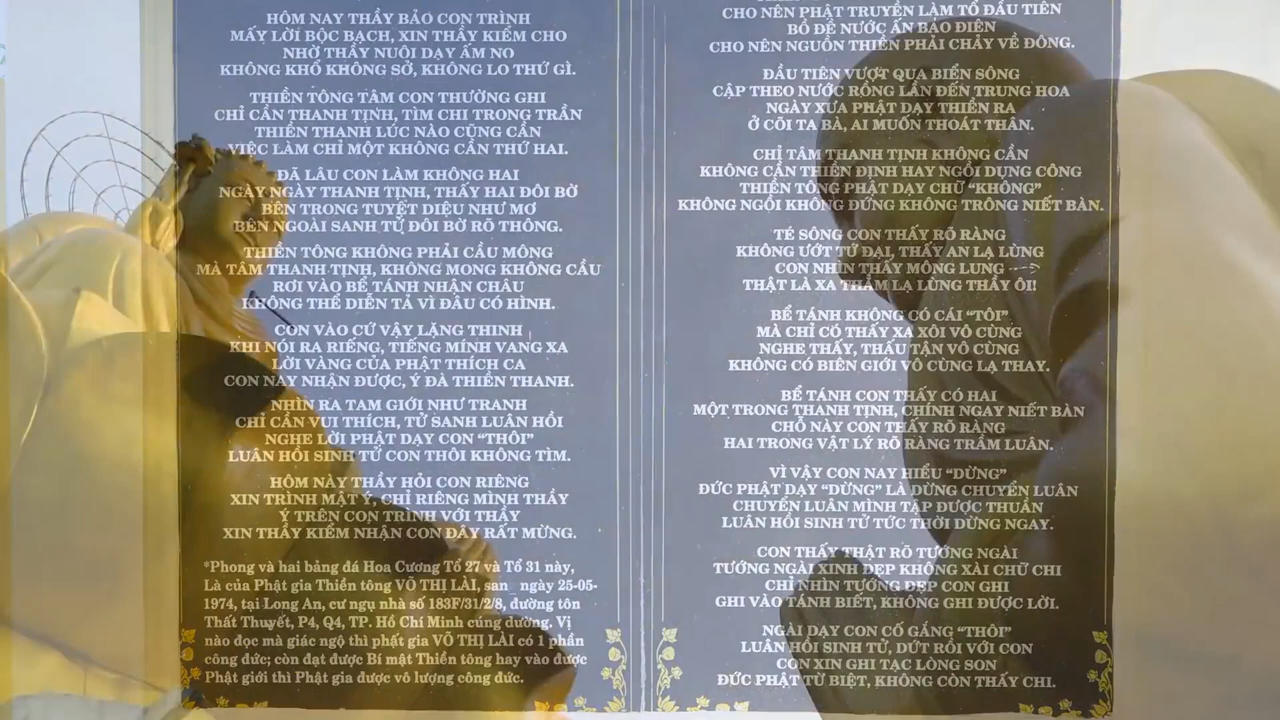 HÔM NAY THẦY BẢO CON TRÌNH
MẤY LỜI BỘC BẠCH, XIN THẦY KIỂM CHO
NHỜ THẦY NUÔI DẠY ẤM NO
KHÔNG KHỔ KHÔNG SỞ, KHÔNG LO THỨ GÌ.
THIỀN TÔNG TÂM CON THƯỜNG GHI
CHỈ CẦN THANH TỊNH, TÌM CHI TRONG TRẦN
THIỀN THANH LÚC NÀO CŨNG CẦN
VIỆC LÀM CHỈ MỘT KHÔNG CẦN THỨ HAI.
ĐÃ LÂU CON LÀM KHÔNG HAI
NGÀY NGÀY THANH TỊNH, THẤY HAI ĐÔI BỜ
BÊN TRONG TUYỆT DIỆU NHƯ MƠ
BÊN NGOÀI SANH TỬ ĐÔI BỜ RÕ THÔNG.
THIỀN TÔNG KHÔNG PHẢI CẦU MÔNG
MÀ TÂM THANH TỊNH, KHÔNG MONG KHÔNG CẦU
RƠI VÀO BỂ TÁNH NHẬN CHÂU
KHÔNG THỂ DIỄN TẢ VÌ ĐÂU CÓ HÌNH.
CON VÀO CỨ VẬY LẶNG THINH
KHI NÓI RA RIẾNG, TIẾNG MÍNH VANG XA
LỜI VÀNG CỦA PHẬT THÍCH CA
CON NAY NHẬN ĐƯỢC, Ý ĐÀ THIỀN THANH.
NHÌN RA TAM GIỚI NHƯ TRANH
CHỈ CẦN VUI THÍCH, TỬ SANH LUÂN HỒI
NGHE LỜI PHẬT DẠY CON “THÔI”
LUÂN HỒI SINH TỬ CON THÔI KHÔNG TÌM.
HÔM NÀY THẦY HỎI CON RIÊNG
XIN TRÌNH MẬT Ý, CHỈ RIÊNG MÌNH THẦY
Ý TRÊN CON TRÌNH VỚI THẦY
XIN THẦY KIỂM NHẬN CON ĐÂY RẤT MỪNG.
*Phong và hai bảng đá Hoa Cương Tổ 27 và Tổ 31 này,
Là của Phật gia Thiền tông VÕ THỊ LÀI, san_ ngày 25-05-
1974, tại Long An, cư ngụ nhà số 183F/31/2/8, đường tôn
Thất Thuyết, P4, Q4, TP. Hồ Chí Minh cúng dường. Vị
nào đọc mà giác ngộ thì phất gia VÕ THỊ LÀI có 1 phần
công đức; còn đạt được Bí mật Thiền tông hay vào được
Phật giới thì Phật gia được vô lượng công đức.
CHO NÊN PHẬT TRUYỀN LÀM TỔ ĐẦU TIÊN
BỒ ĐỀ NƯỚC ẤN BẢO ĐIỆN
CHO NÊN NGUỒN THIỀN PHẢI CHẢY VỀ ĐÔNG.
ĐẦU TIÊN VƯỢT QUA BIỂN SÔNG
CẬP THEO NƯỚC RỒNG LẦN ĐẾN TRUNG HOA
NGÀY XƯA PHẬT DẠY THIỀN RA
Ở CÕI TA BÀ, AI MUỐN THOÁT THÂN.
CHỈ TÂM THANH TỊNH KHÔNG CẦN
KHÔNG CẦN THIỀN ĐỊNH HAY NGỒI DỤNG CÔNG
THIỀN TÔNG PHẬT DẠY CHỮ “KHÔNG”
KHÔNG NGỒI KHÔNG ĐỨNG KHÔNG TRÔNG NIẾT BÀN.
TÉ SÔNG CON THẤY RÕ RÀNG
KHÔNG ƯỚT TỨ ĐẠI, THẤY AN LẠ LÙNG
CON NHÌN THẤY MÔNG LUNG
THẬT LÀ XA THẲM LẠ LÙNG THẦY ÔI!
BỂ TÁNH KHÔNG CÓ CÁI “TÔI”
MÀ CHỈ CÓ THẤY XA XÔI VÔ CÙNG
NGHE THẤY, THẤU TẬN VÔ CÙNG
KHÔNG CÓ BIÊN GIỚI VÔ CÙNG LẠ THAY.
BỂ TÁNH CON THẤY CÓ HAI
MỘT TRONG THANH TỊNH, CHÍNH NGAY NIẾT BÀN
CHỖ NÀY CON THẤY RÕ RÀNG
HAI TRONG VẬT LÝ RÕ RÀNG TRẦM LUÂN.
VÌ VẬY CON NAY HIỂU “DỪNG”
ĐỨC PHẬT DẠY “DỪNG” LÀ DỪNG CHUYỂN LUÂN
CHUYỂN LUÂN MÌNH TẬP ĐƯỢC THUẦN
LUÂN HỒI SINH TỬ TỨC THỜI DỪNG NGAY.
CON THẤY THẬT RÕ TƯỚNG NGÀI
TƯỚNG NGÀI XINH ĐẸP KHÔNG XÀI CHỮ CHI
CHỈ NHÌN TƯỚNG ĐẸP CON GHI
GHI VÀO TÁNH BIẾT, KHÔNG GHI ĐƯỢC LỜI.
NGÀI DẠY CON CỐ GẮNG “THÔI”
LUÂN HỒI SINH TỬ, DỨT RỒI VỚI CON
CON XIN GHI TẠC LÒNG SON
ĐỨC PHẬT TỪ BIỆT, KHÔNG CÒN THẤY CHI.